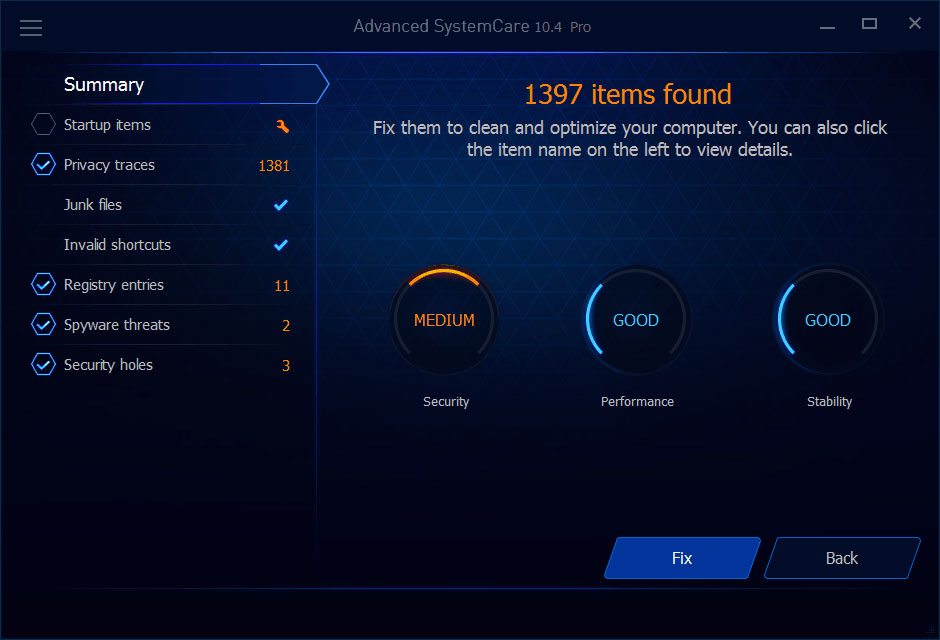 Advanced SystemCare 10.4 Pro
Summary
Startup items
Privacy traces 1381
Junk files
Invalid shortcuts
Registry entries 11
Spyware threats 2
Security holes 3
1397 items found
Fix them to clean and optimize your computer. You can also click
the item name on the left to view details.
MEDIUM GOOD GOOD
Security Performance Stability
Fix Back